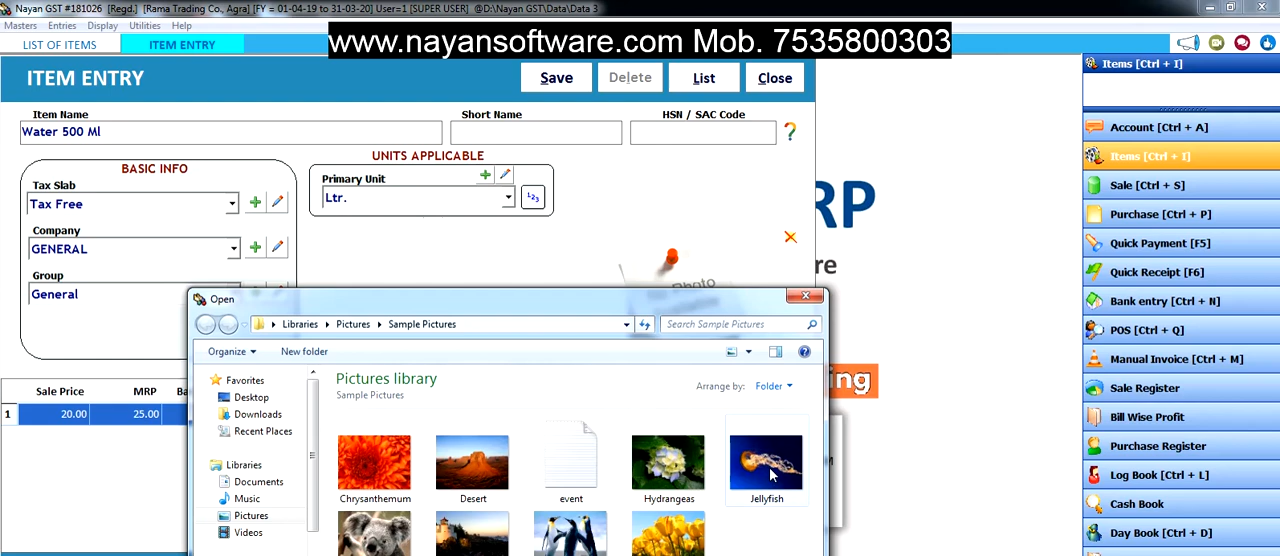 Nayan GST #181026 [Regd.] [Rama Trading Co., Agra] [FY = 01-04-19 to 31-03-20] User=1 [SUPER USER] @D:\Nayan GST\Data\Data 3
Masters Entries Display Utilities Help
www.nayansoftware.com Mob. 7535800303
LIST OF ITEMS ITEM ENTRY
Items [Ctrl + I]
ITEM ENTRY Save Delete List Close
Item Name Short Name HSN / SAC Code
Water 500 Ml
BASIC INFO
UNITS APPLICABLE
Tax Slab
Tax Free
Primary Unit
Ltr.
Company
GENERAL
Group
General
RP
re
Photo
ing
Sale Price MRP
1 20.00 25.00
Open
Libraries Pictures Sample Pictures Search Sample Pictures
Organize New folder
Favorites
Desktop
Downloads
Recent Places
Libraries
Documents
Music
Pictures
Videos
Pictures library
Sample Pictures
Arrange by: Folder
Chrysanthemum Desert event Hydrangeas Jellyfish
Account [Ctrl + A]
Items [Ctrl + I]
Sale [Ctrl + S]
Purchase [Ctrl + P]
Quick Payment [F5]
Quick Receipt [F6]
Bank entry [Ctrl + N]
POS [Ctrl + Q]
Manual Invoice [Ctrl + M]
Sale Register
Bill Wise Profit
Purchase Register
Log Book [Ctrl + L]
Cash Book
Day Book [Ctrl + D]